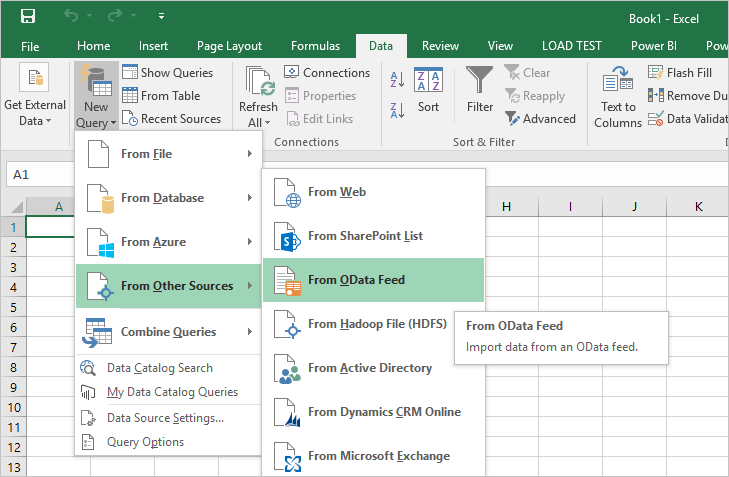 Book1 - Excel
File Home Insert Page Layout Formulas Data Review View LOAD TEST Power BI Pow
Get External Data
New Query
Show Queries
From Table
Recent Sources
Refresh All
Connections
Properties
Edit Links
Connections
Sort
Filter
Clear
Reapply
Advanced
Sort & Filter
Text to Columns
Flash Fill
Remove Du
Data Validat
A1
A H I J K
1
2
3
4
5
6
7
8
9
10
11
12
13
From File
From Database
From Azure
From Other Sources
Combine Queries
Data Catalog Search
My Data Catalog Queries
Data Source Settings...
Query Options
From Web
From SharePoint List
From OData Feed
From Hadoop File (HDFS)
From Active Directory
From Dynamics CRM Online
From Microsoft Exchange
From OData Feed
Import data from an OData feed.